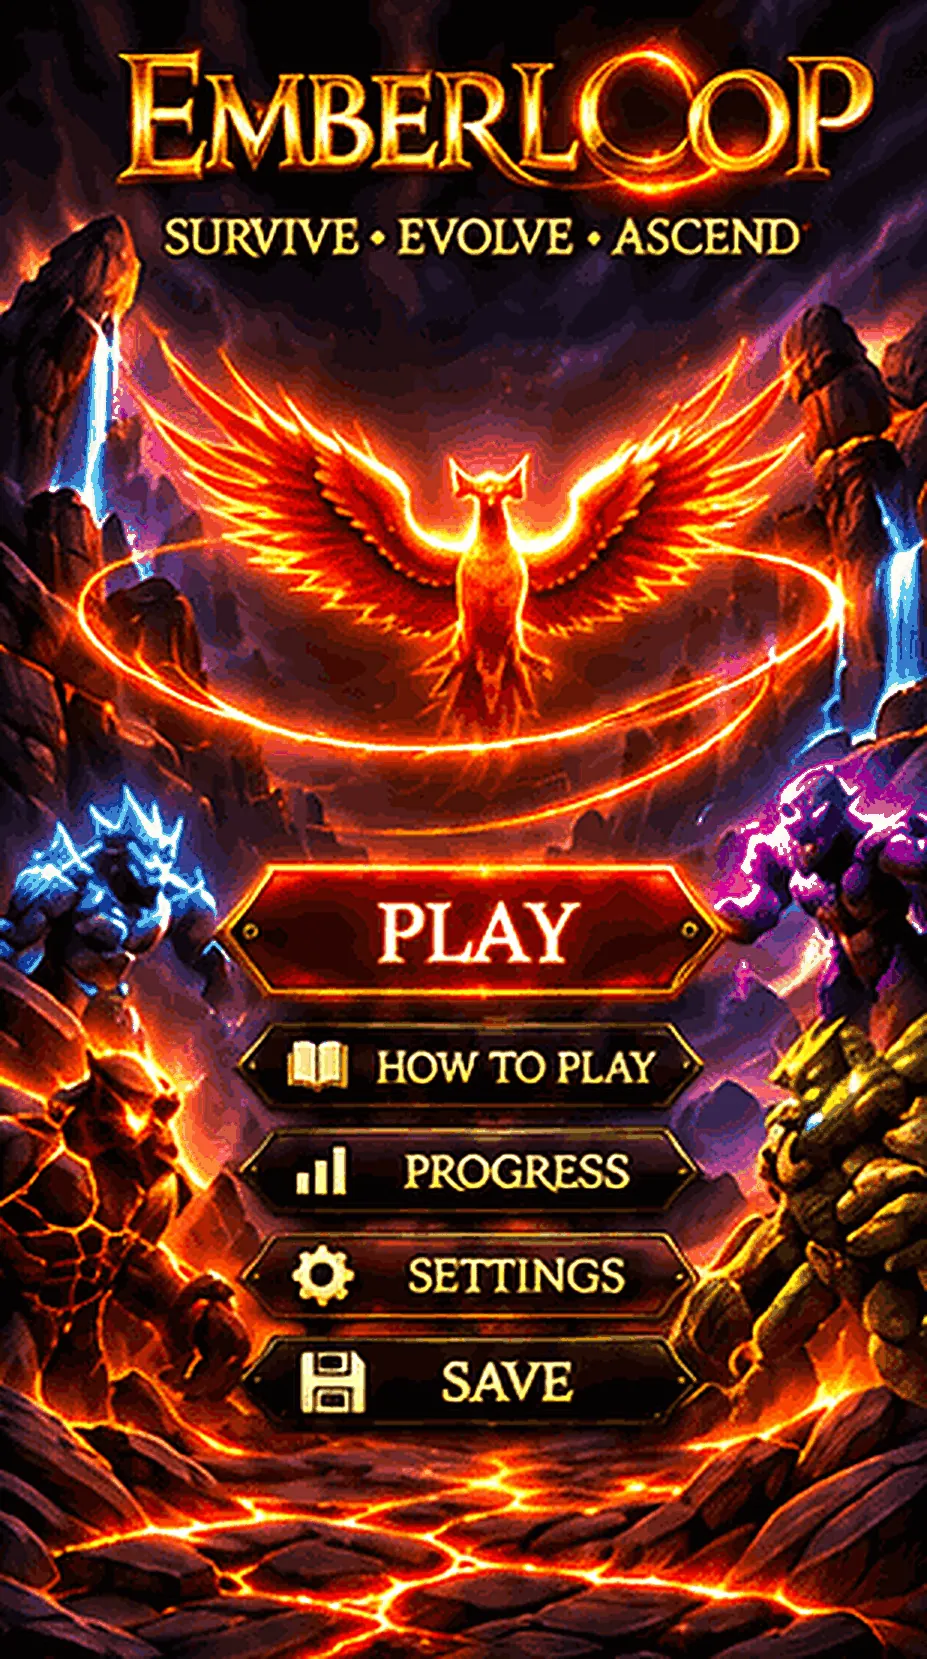 EMBERLOOP
SURVIVE • EVOLVE • ASCEND
PLAY
HOW TO PLAY
PROGRESS
SETTINGS
SAVE